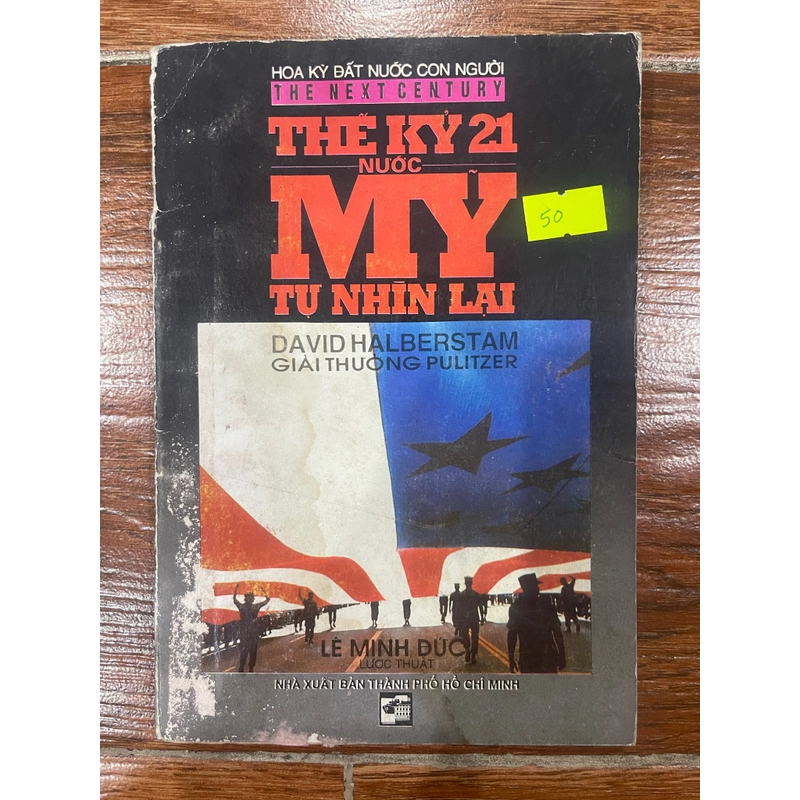 HOA KỲ ĐẤT NƯỚC CON NGƯỜI
THE NEXT CENTURY
THẾ KỶ 21
NƯỚC
MỸ
TỰ NHÌN LẠI
50
DAVID HALBERSTAM
GIẢI THƯỞNG PULITZER
LÊ MINH ĐỨC
LƯỢC THUẬT
NHÀ XUẤT BẢN THÀNH PHỐ HỒ CHÍ MINH